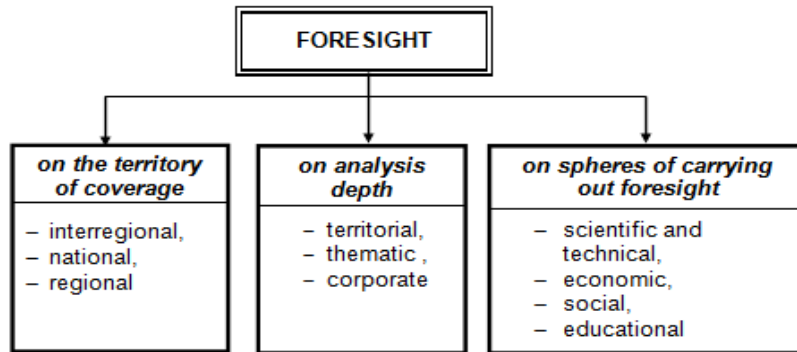 FORESIGHT
on the territory
of coverage
– interregional,
– national,
– regional
on analysis
depth
– territorial,
– thematic ,
– corporate
on spheres of carrying
out foresight
– scientific and
technical,
– economic,
– social,
– educational